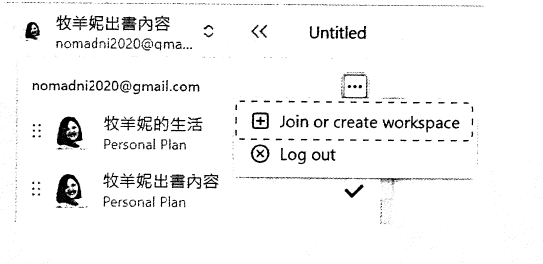 牧羊妮出書內容
nomadni2020@gma...
Untitled
nomadni2020@gmail.com
牧羊妮的生活
Personal Plan
牧羊妮出書內容
Personal Plan
Join or create workspace
Log out